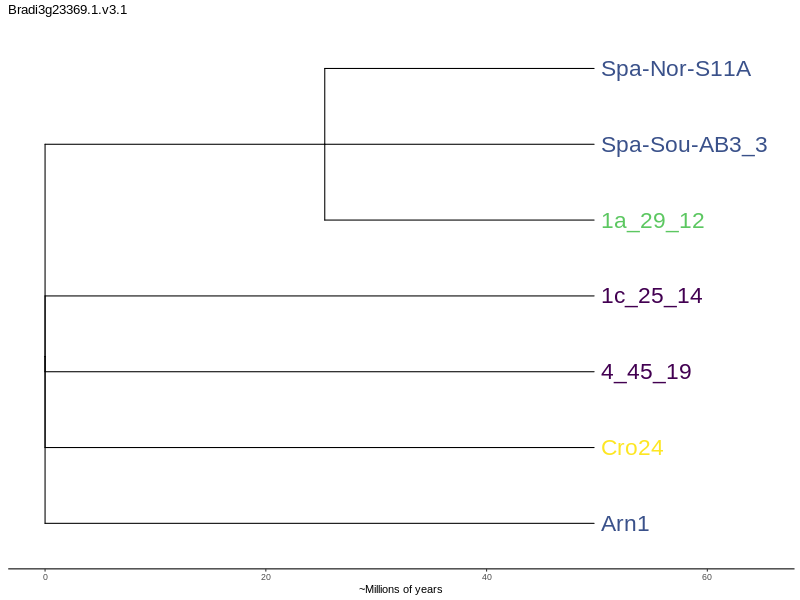 Bradi3g23369.1.v3.1
Spa-Nor-S11A
Spa-Sou-AB3_3
1a_29_12
1c_25_14
4_45_19
Cro24
Arn1
0 20 40 60
~Millions of years